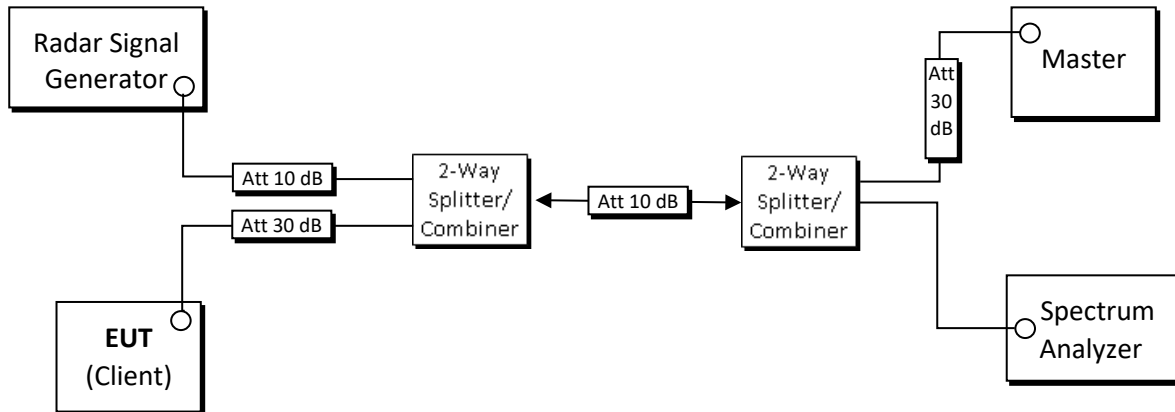 Radar Signal
Generator
Att 10 dB
Att 30 dB
EUT
(Client)
2-Way
Splitter/
Combiner
Att 10 dB
2-Way
Splitter/
Combiner
Att
30
dB
Master
Spectrum
Analyzer